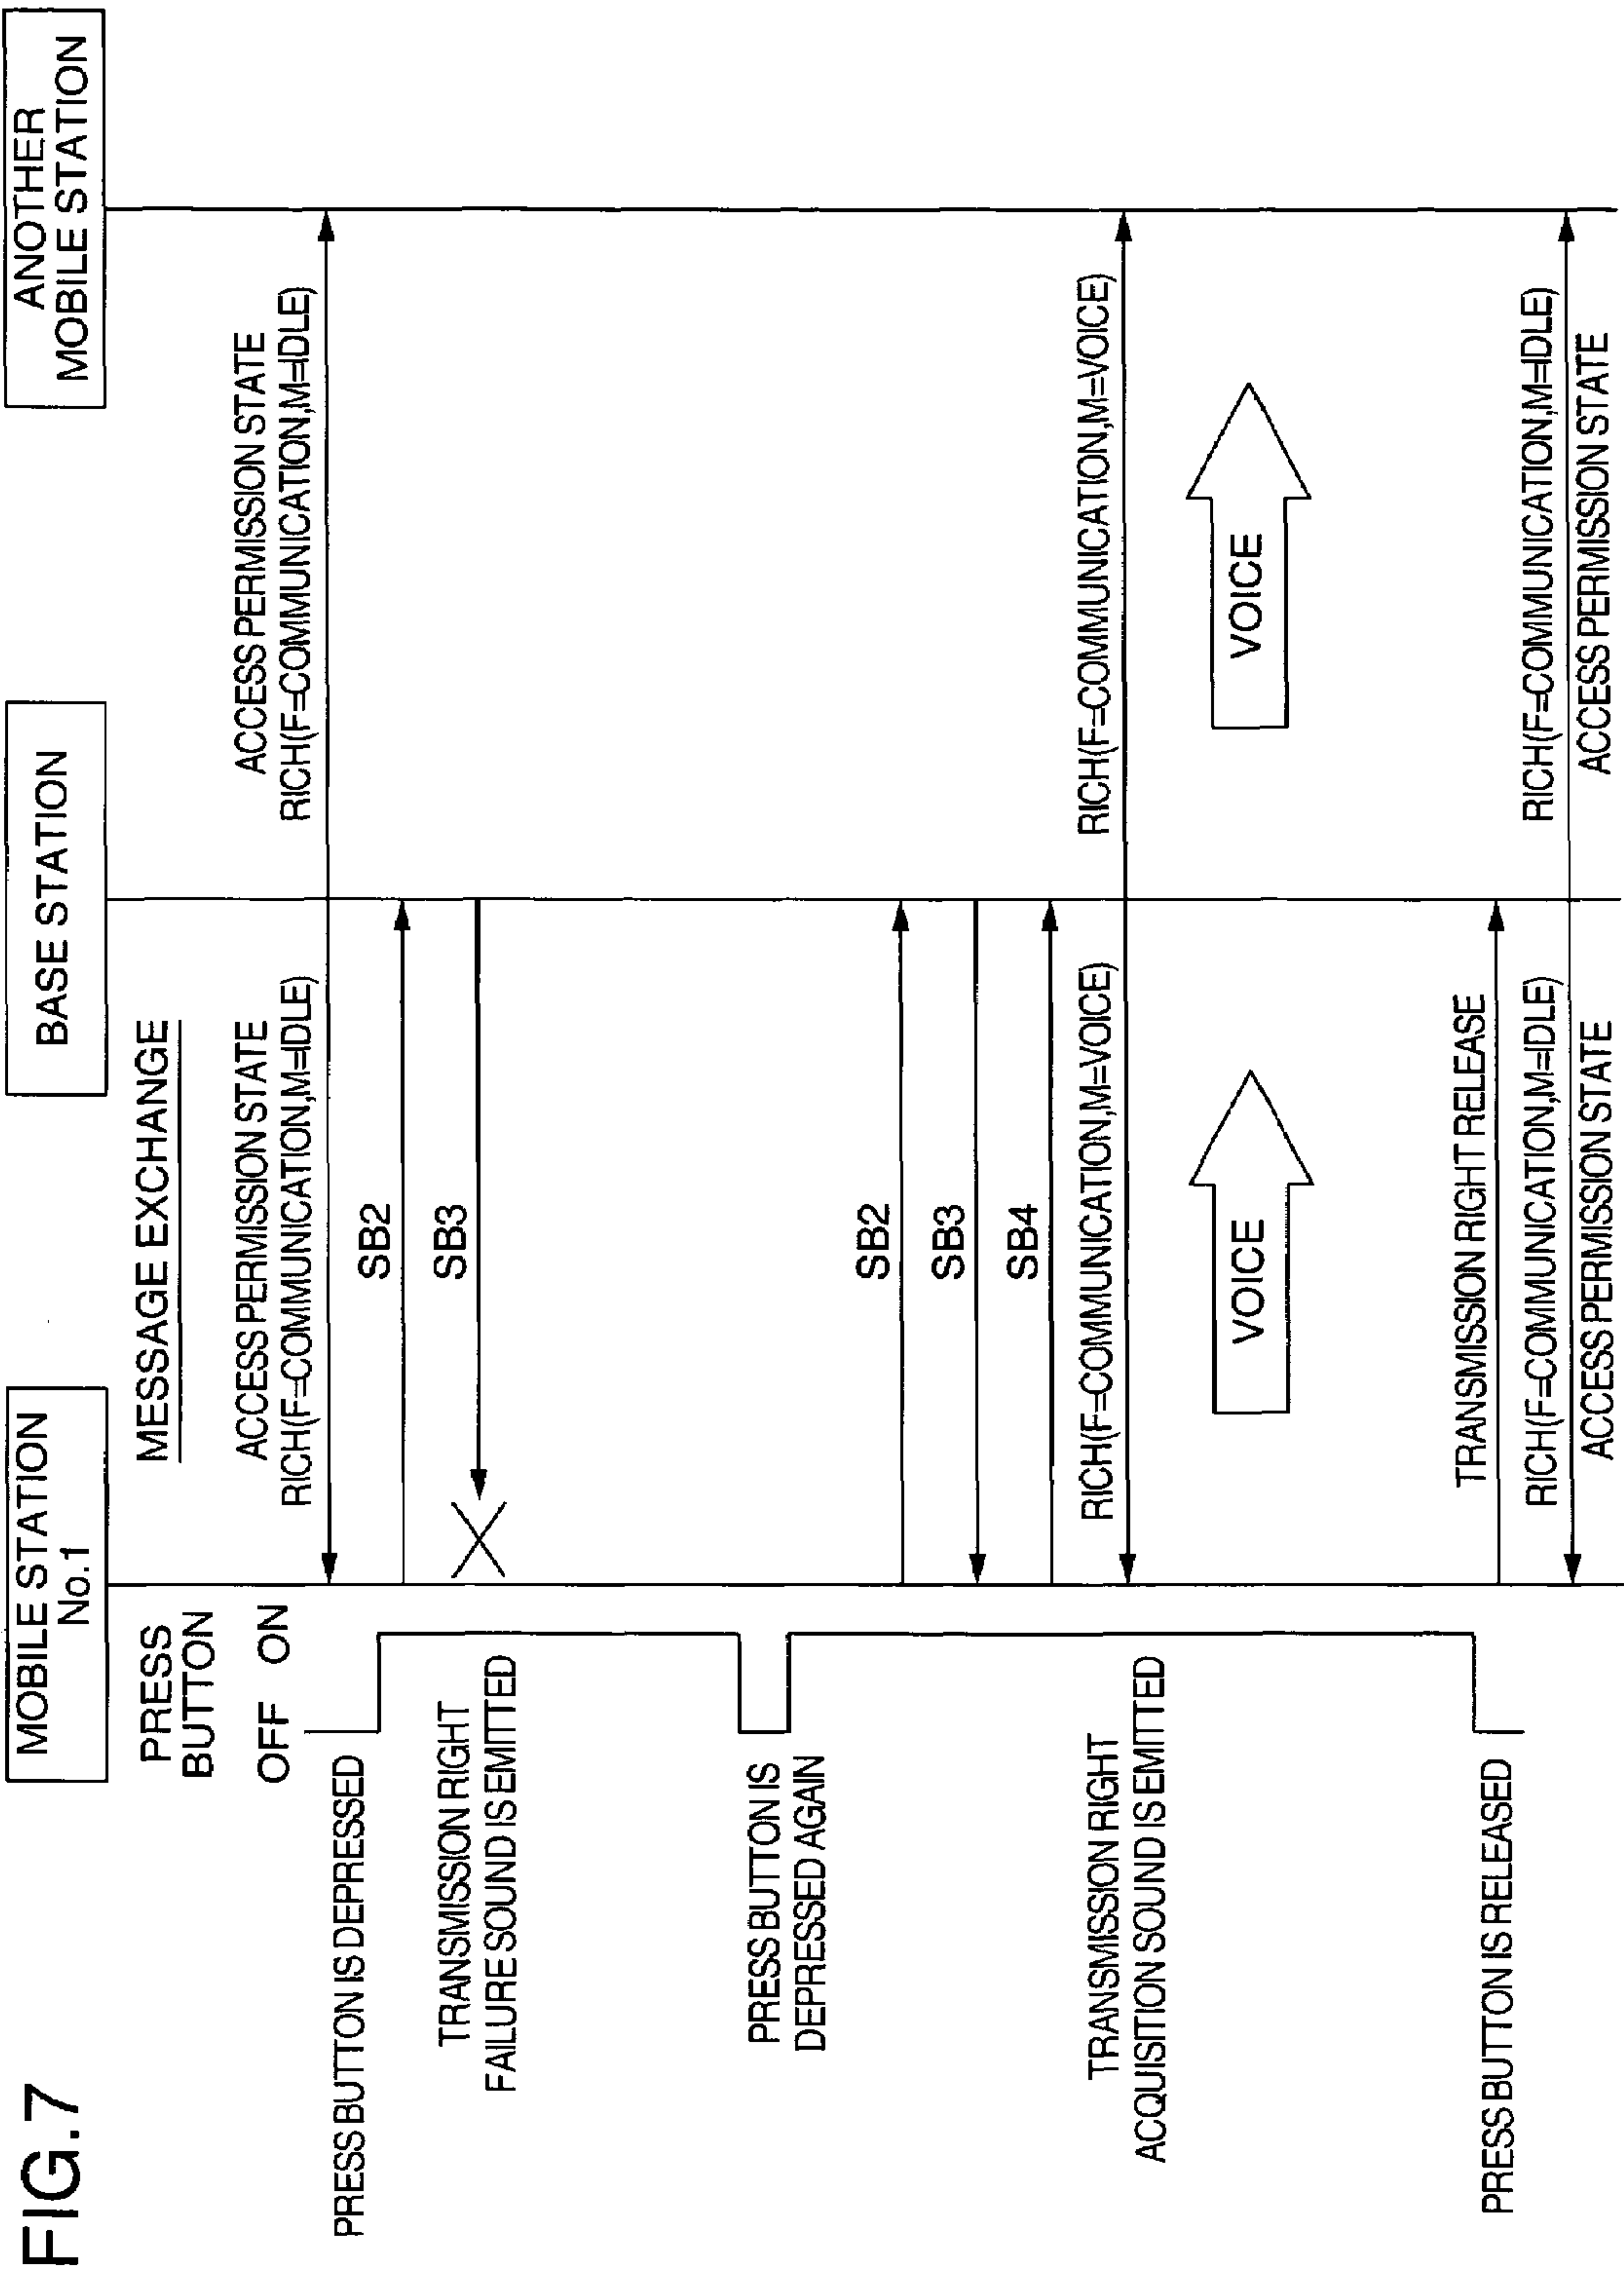 FIG.7
MOBILE STATION
No.1
BASE STATION
ANOTHER
MOBILE STATION
PRESS
BUTTON
OFF ON
MESSAGE EXCHANGE
ACCESS PERMISSION STATE
RICH(F=COMMUNICATION,M=IDLE)
ACCESS PERMISSION STATE
RICH(F=COMMUNICATION,M=IDLE)
PRESS BUTTON IS DEPRESSED
SB2
TRANSMISSION RIGHT
FAILURE SOUND IS EMITTED
SB3
PRESS BUTTON IS
DEPRESSED AGAIN
SB2
SB3
SB4
TRANSMISSION RIGHT
ACQUISITION SOUND IS EMITTED
RICH(F=COMMUNICATION,M=VOICE)
RICH(F=COMMUNICATION,M=VOICE)
VOICE
VOICE
PRESS BUTTON IS RELEASED
TRANSMISSION RIGHT RELEASE
RICH(F=COMMUNICATION,M=IDLE)
ACCESS PERMISSION STATE
RICH(F=COMMUNICATION,M=IDLE)
ACCESS PERMISSION STATE